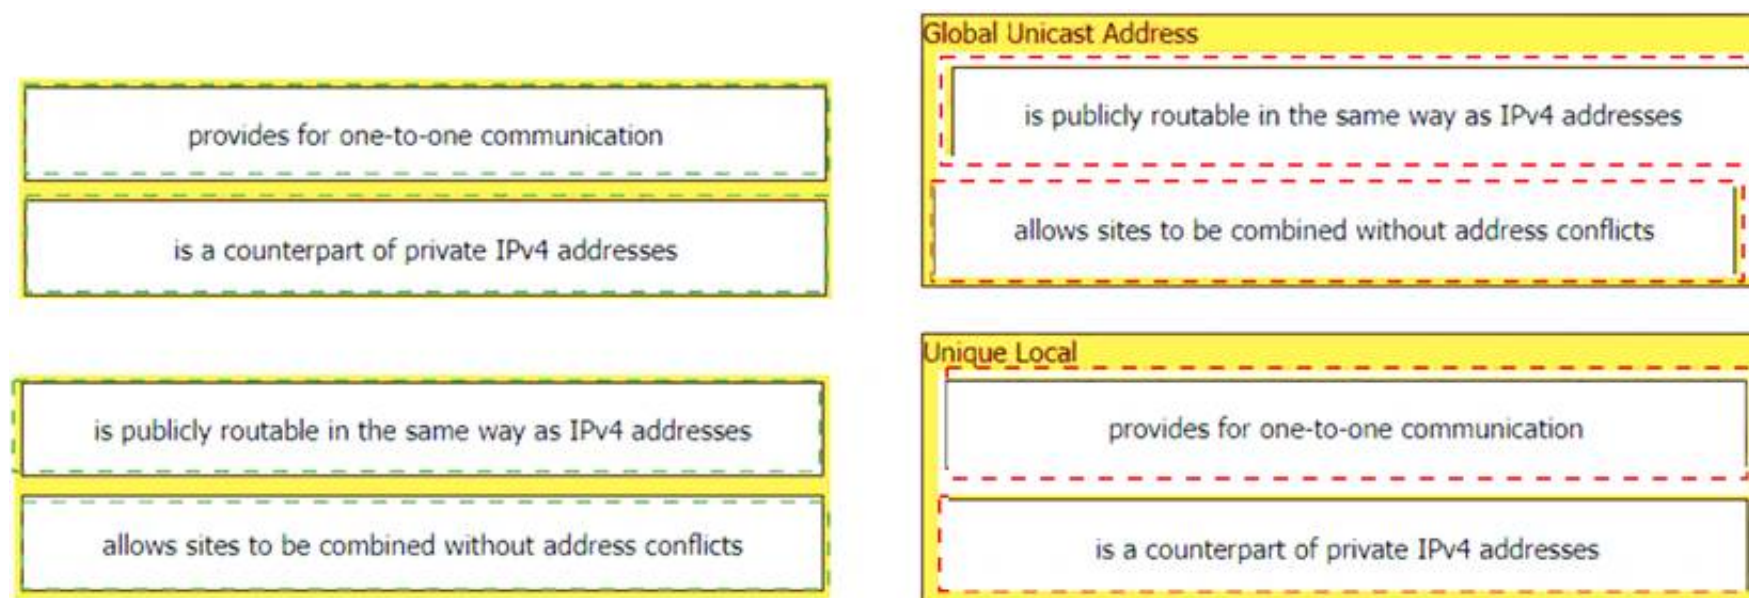 provides for one-to-one communication
is a counterpart of private IPv4 addresses
is publicly routable in the same way as IPv4 addresses
allows sites to be combined without address conflicts
Global Unicast Address
is publicly routable in the same way as IPv4 addresses
allows sites to be combined without address conflicts
Unique Local
provides for one-to-one communication
is a counterpart of private IPv4 addresses